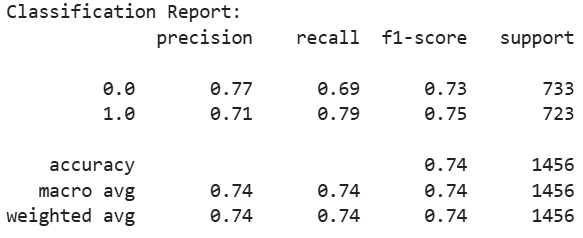 Classification Report:
precision recall f1-score support
0.0 0.77 0.69 0.73 733
1.0 0.71 0.79 0.75 723
accuracy 0.74 1456
macro avg 0.74 0.74 0.74 1456
weighted avg 0.74 0.74 0.74 1456